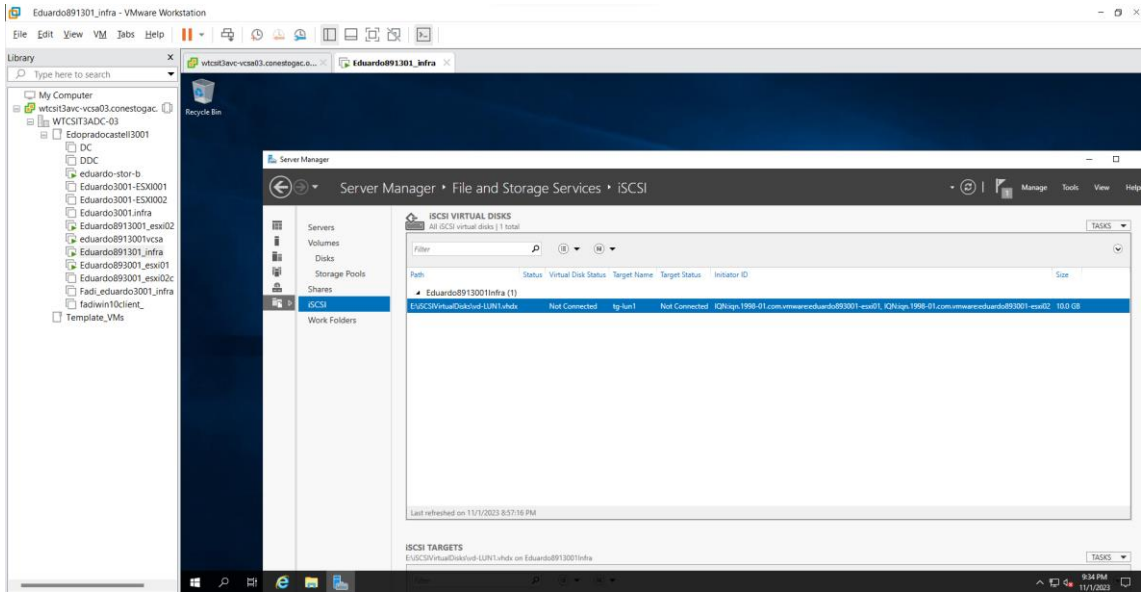 Eduardo891301_infra - VMware Workstation
File Edit View VM Tabs Help
Library
Type here to search
My Computer
wtcsit3avc-vcsa03.conestogac.
WTCSIT3ADC-03
Edopradocastell3001
DC
DDC
eduardo-stor-b
Eduardo3001-ESXI001
Eduardo3001-ESXI002
Eduardo3001.infra
Eduardo8913001_esxi02
eduardo8913001vcsa
Eduardo891301_infra
Eduardo893001_esxi01
Eduardo893001_esxi02c
Fadi_eduardo3001_infra
fadiwin10client_
Template_VMs
wtcsit3avc-vcsa03.conestogac.o...
Eduardo891301_infra
Recycle Bin
Server Manager
Server Manager • File and Storage Services • iSCSI
Manage Tools View Help
Servers
Volumes
Disks
Storage Pools
Shares
iSCSI
Work Folders
iSCSI VIRTUAL DISKS
All iSCSI virtual disks | 1 total
TASKS
Filter
Path Status Virtual Disk Status Target Name Target Status Initiator ID Size
Eduardo8913001Infra (1)
E:\iSCSIVirtualDisks\vd-LUN1.vhdx Not Connected tg-lun1 Not Connected IQN:iqn.1998-01.com.vmware:eduardo893001-esxi01, IQN:iqn.1998-01.com.vmware:eduardo893001-esxi02 10.0 GB
Last refreshed on 11/1/2023 8:57:16 PM
iSCSI TARGETS
E:\iSCSIVirtualDisks\vd-LUN1.vhdx on Eduardo8913001Infra
TASKS
Filter
9:34 PM
11/1/2023